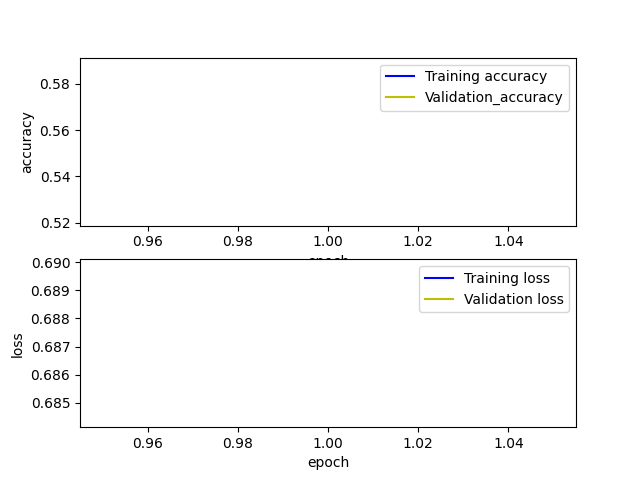 Training accuracy
Validation_accuracy
0.58
0.56
0.54
0.52
accuracy
0.96 0.98 1.00 1.02 1.04
epoch
Training loss
Validation loss
0.690
0.689
0.688
0.687
0.686
0.685
loss
0.96 0.98 1.00 1.02 1.04
epoch